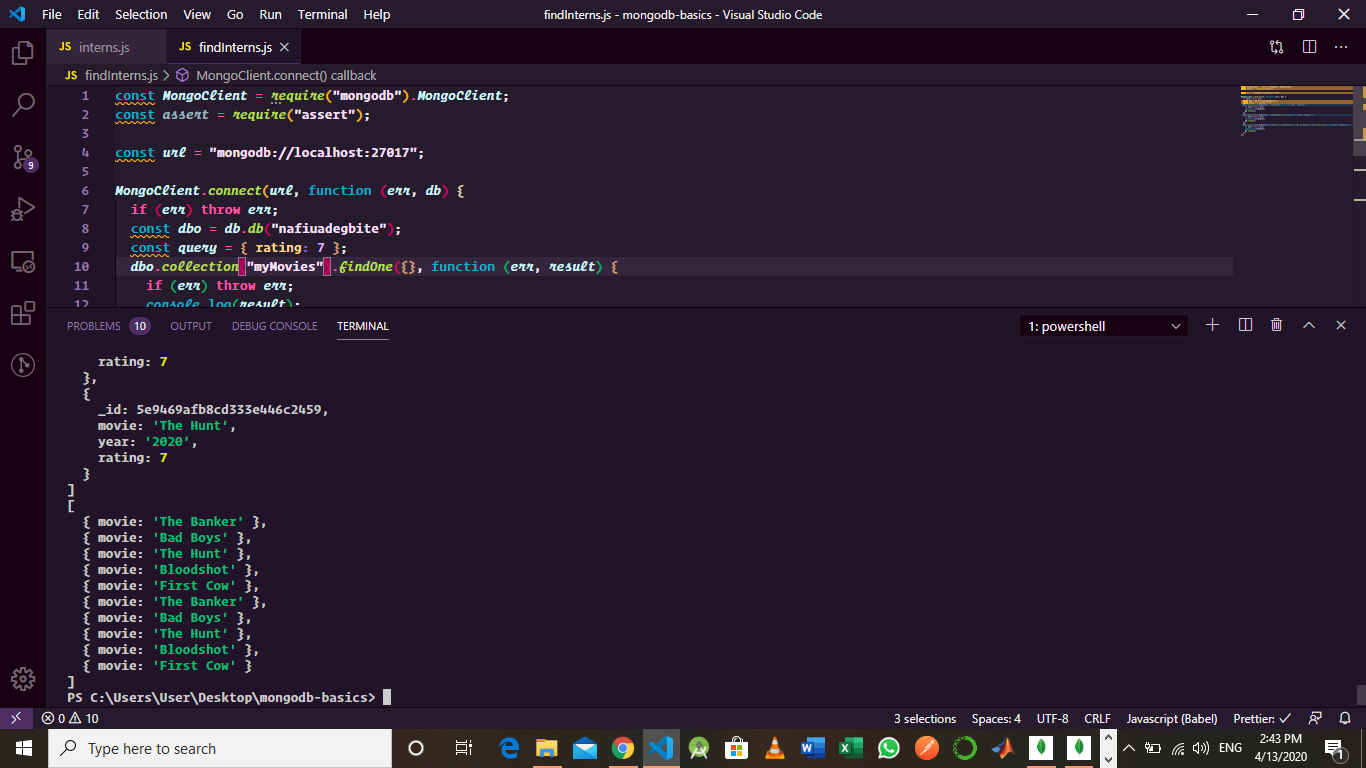 File Edit Selection View Go Run Terminal Help findInterns.js - mongodb-basics - Visual Studio Code
JS interns.js JS findInterns.js
JS findInterns.js > MongoClient.connect() callback
1 const MongoClient = require("mongodb").MongoClient;
2 const assert = require("assert");
3
4 const url = "mongodb://localhost:27017";
5
6 MongoClient.connect(url, function (err, db) {
7 if (err) throw err;
8 const dbo = db.db("nafiuadegbite");
9 const query = { rating: 7 };
10 dbo.collection("myMovies").findOne({}, function (err, result) {
11 if (err) throw err;
12 console.log(result);
9
PROBLEMS 10 OUTPUT DEBUG CONSOLE TERMINAL 1: powershell
rating: 7
},
{
_id: 5e9469afb8cd333e446c2459,
movie: 'The Hunt',
year: '2020',
rating: 7
}
]
[
{ movie: 'The Banker' },
{ movie: 'Bad Boys' },
{ movie: 'The Hunt' },
{ movie: 'Bloodshot' },
{ movie: 'First Cow' },
{ movie: 'The Banker' },
{ movie: 'Bad Boys' },
{ movie: 'The Hunt' },
{ movie: 'Bloodshot' },
{ movie: 'First Cow' }
]
PS C:\Users\User\Desktop\mongodb-basics>
0 10 3 selections Spaces: 4 UTF-8 CRLF Javascript (Babel) Prettier: ✓
Type here to search ENG 2:43 PM
4/13/2020 1